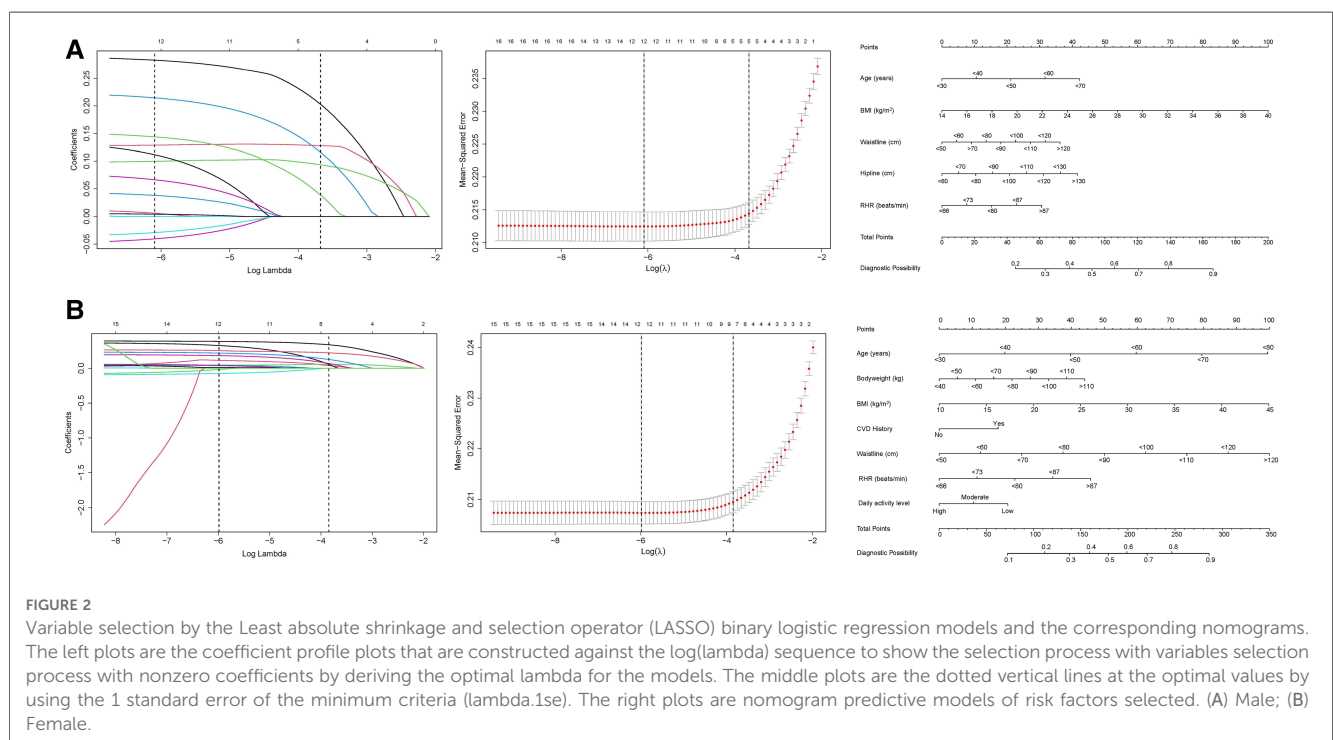 A
12 11 5 4 0
0.25
0.20
0.15
0.10
0.05
0.00
−0.05
Coefficients
−6 −5 −4 −3 −2
Log Lambda
16 16 16 16 14 13 14 12 12 12 11 11 10 8 6 5 5 5 4 4 3 2 1
0.235
0.230
0.225
0.220
0.215
0.210
Mean−Squared Error
−8 −6 −4 −2
Log(λ)
Points
0 10 20 30 40 50 60 70 80 90 100
Age (years)
<40 <60
<30 <50 <70
BMI (kg/m²)
14 16 18 20 22 24 26 28 30 32 34 36 38 40
Waistline (cm)
<60 <80 <100 <120
<50 >70 <90 <110 >120
Hipline (cm)
<70 <90 <110 <130
<60 <80 <100 <120 >130
RHR (beats/min)
<73 <87
<66 <80 >87
Total Points
0 20 40 60 80 100 120 140 160 180 200
Diagnostic Possibility
0.2 0.4 0.6 0.8
0.3 0.5 0.7 0.9
B
15 14 13 12 8 4 2
0.0
−0.5
−1.0
−1.5
−2.0
Coefficients
−8 −7 −6 −5 −4 −3 −2
Log Lambda
15 15 15 15 15 15 15 14 14 12 12 11 11 11 10 9 9 7 6 4 4 3 3 3 2
0.24
0.23
0.22
0.21
Mean−Squared Error
−8 −6 −4 −2
Log(λ)
Points
0 10 20 30 40 50 60 70 80 90 100
Age (years)
<40 <60 <80
<30 <50 <70
Bodyweight (kg)
<50 <70 <90 <110
<40 <60 <80 <100 >110
BMI (kg/m²)
10 15 20 25 30 35 40 45
CVD History
Yes
No
Waistline (cm)
<60 <80 <100 <120
<50 <70 <90 <110 >120
RHR (beats/min)
<73 <87
<66 <80 >87
Daily activity level
Moderate
High Low
Total Points
0 50 100 150 200 250 300 350
Diagnostic Possibility
0.2 0.4 0.6 0.8
0.1 0.3 0.5 0.7 0.9
FIGURE 2
Variable selection by the Least absolute shrinkage and selection operator (LASSO) binary logistic regression models and the corresponding nomograms.
The left plots are the coefficient profile plots that are constructed against the log(lambda) sequence to show the selection process with variables selection
process with nonzero coefficients by deriving the optimal lambda for the models. The middle plots are the dotted vertical lines at the optimal values by
using the 1 standard error of the minimum criteria (lambda.1se). The right plots are nomogram predictive models of risk factors selected. (A) Male; (B)
Female.